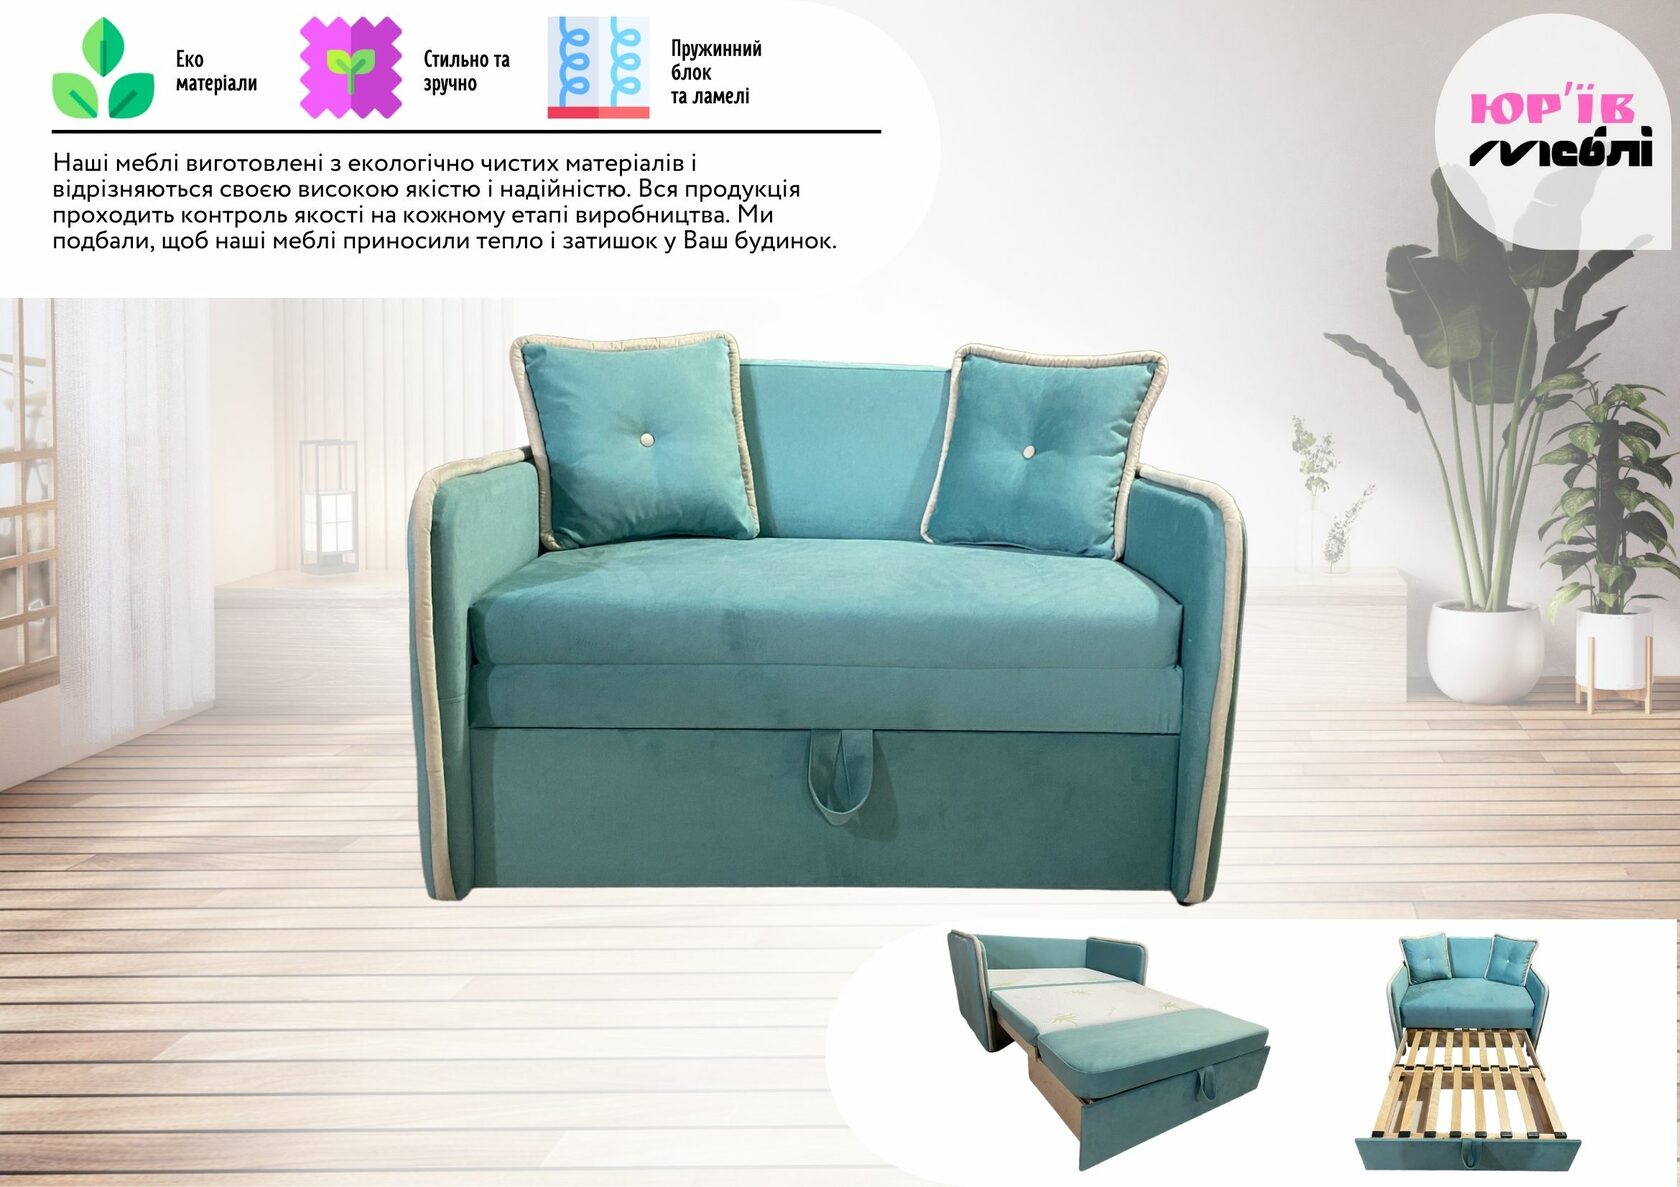 Еко
матеріали
Стильно та
зручно
Пружинний
блок
та ламелі
Наші меблі виготовлені з екологічно чистих матеріалів і
відрізняються своєю високою якістю і надійністю. Вся продукція
проходить контроль якості на кожному етапі виробництва. Ми
подбали, щоб наші меблі приносили тепло і затишок у Ваш будинок.
ЮР'ЇВ
меблі